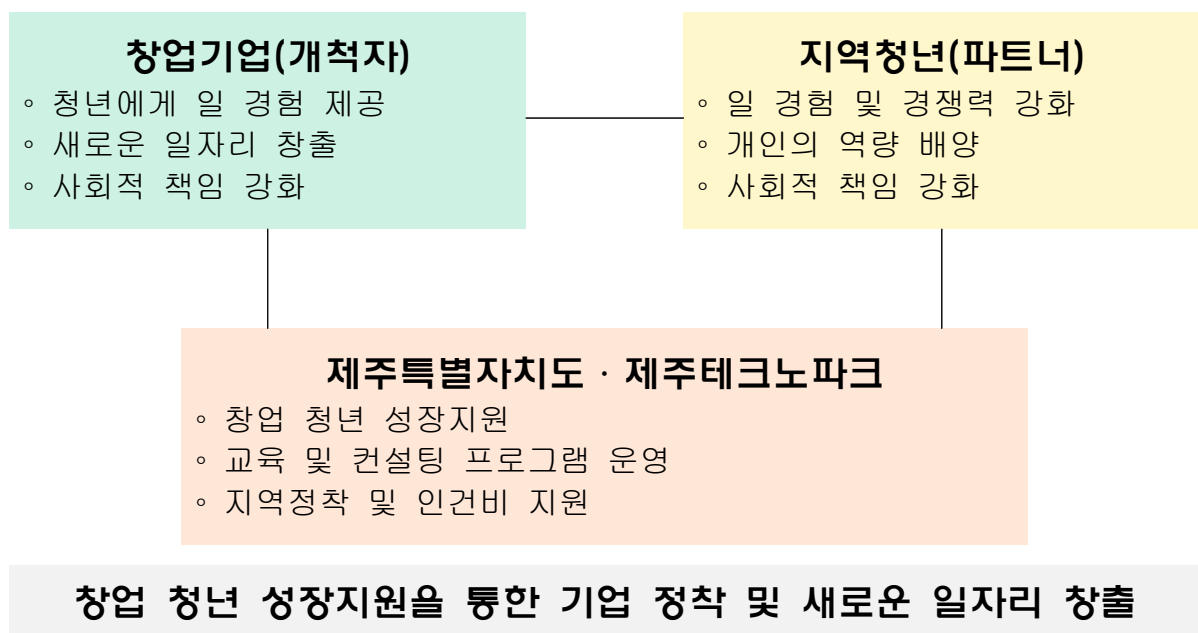 창업기업(개척자)
◦ 청년에게 일 경험 제공
◦ 새로운 일자리 창출
◦ 사회적 책임 강화
지역청년(파트너)
◦ 일 경험 및 경쟁력 강화
◦ 개인의 역량 배양
◦ 사회적 책임 강화
제주특별자치도 · 제주테크노파크
◦ 창업 청년 성장지원
◦ 교육 및 컨설팅 프로그램 운영
◦ 지역정착 및 인건비 지원
창업 청년 성장지원을 통한 기업 정착 및 새로운 일자리 창출